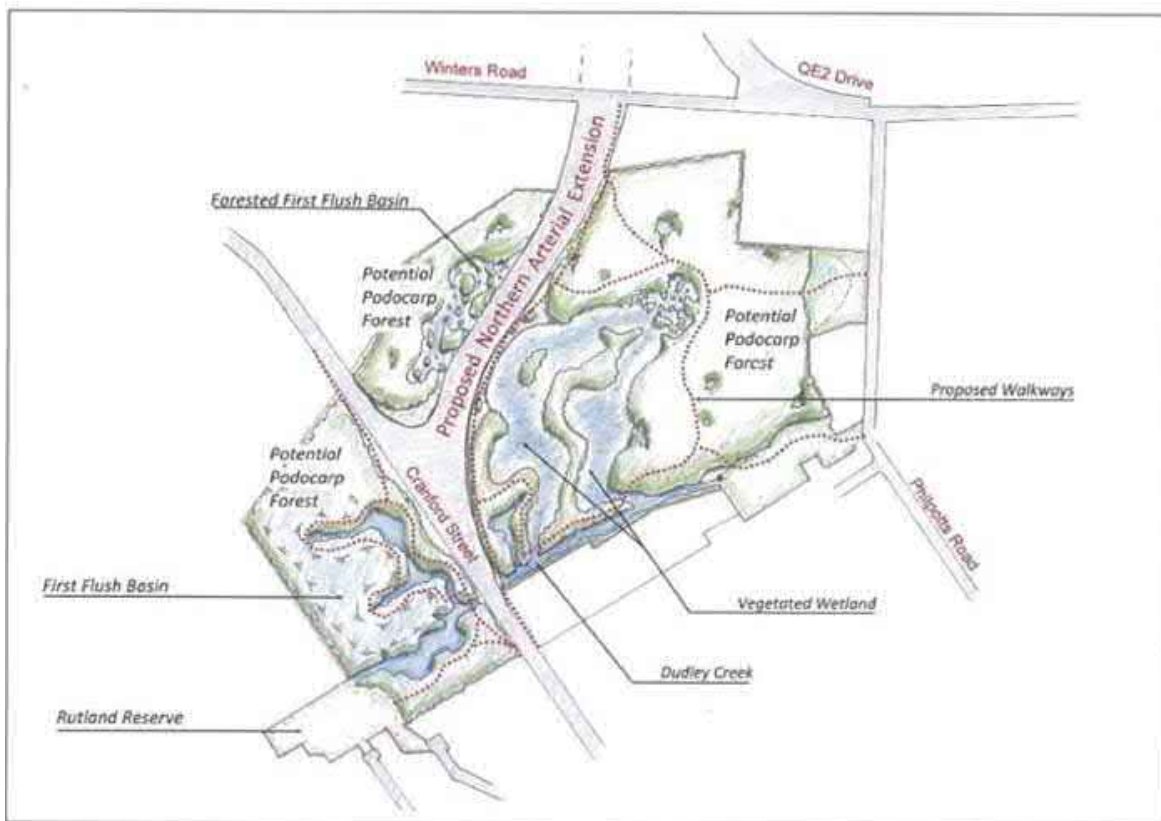 Winters Road
QE2 Drive
Proposed Northern Arterial Extension
Forested First Flush Basin
Potential
Podocarp
Forest
Potential
Podocarp
Forest
Proposed Walkways
Potential
Podocarp
Forest
Cranford Street
Philpotts Road
First Flush Basin
Vegetated Wetland
Dudley Creek
Rutland Reserve